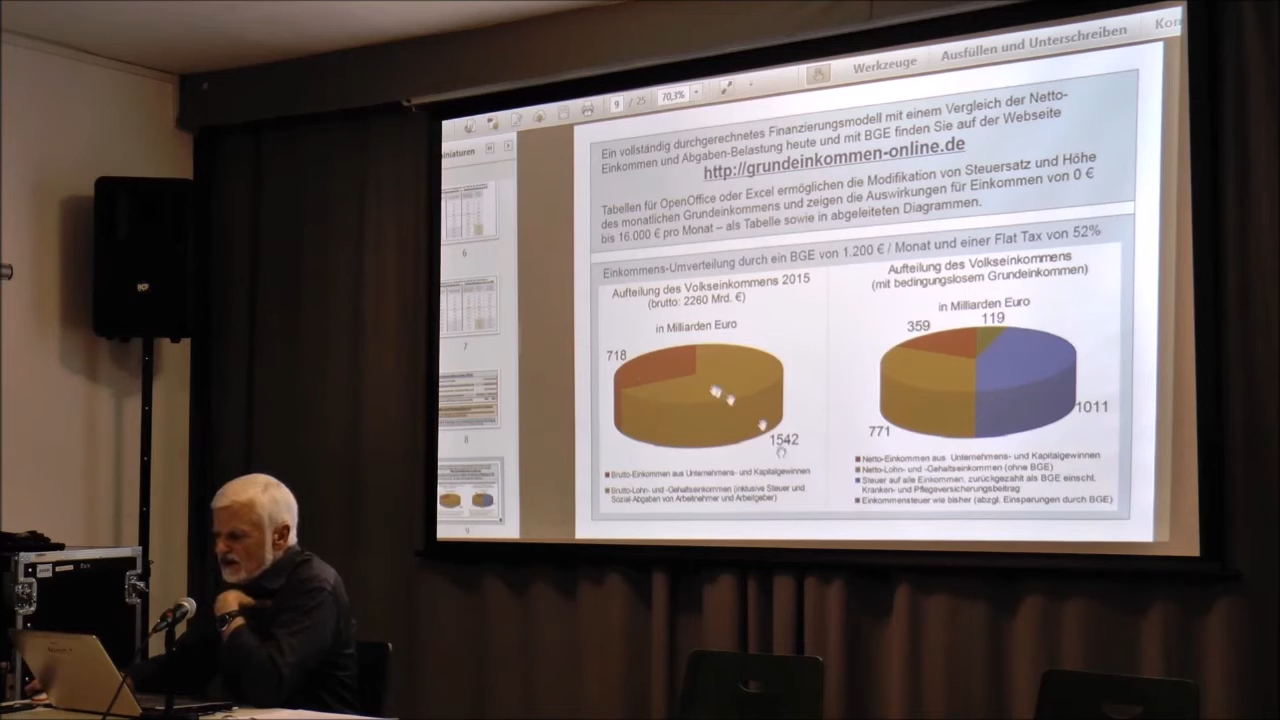 Werkzeuge
Ausfüllen und Unterschreiben
Kon
9 / 25
70,3%
niaturen
6
7
8
9
Ein vollständig durchgerechnetes Finanzierungsmodell mit einem Vergleich der Netto-
Einkommen und Abgaben-Belastung heute und mit BGE finden Sie auf der Webseite
http://grundeinkommen-online.de
Tabellen für OpenOffice oder Excel ermöglichen die Modifikation von Steuersatz und Höhe
des monatlichen Grundeinkommens und zeigen die Auswirkungen für Einkommen von 0 €
bis 16.000 € pro Monat – als Tabelle sowie in abgeleiteten Diagrammen.
Einkommens-Umverteilung durch ein BGE von 1.200 € / Monat und einer Flat Tax von 52%
Aufteilung des Volkseinkommens 2015
(brutto: 2260 Mrd. €)
in Milliarden Euro
718
1542
Brutto-Einkommen aus Unternehmens- und Kapitalgewinnen
Brutto-Lohn- und -Gehaltseinkommen (inklusive Steuer und
Sozial-Abgaben von Arbeitnehmer und Arbeitgeber)
Aufteilung des Volkseinkommens
(mit bedingungslosem Grundeinkommen)
in Milliarden Euro
359
119
1011
771
Netto-Einkommen aus Unternehmens- und Kapitalgewinnen
Netto-Lohn- und -Gehaltseinkommen (ohne BGE)
Steuer auf alle Einkommen, zurückgezahlt als BGE einschl.
Kranken- und Pflegeversicherungsbeitrag
Einkommensteuer wie bisher (abzgl. Einsparungen durch BGE)